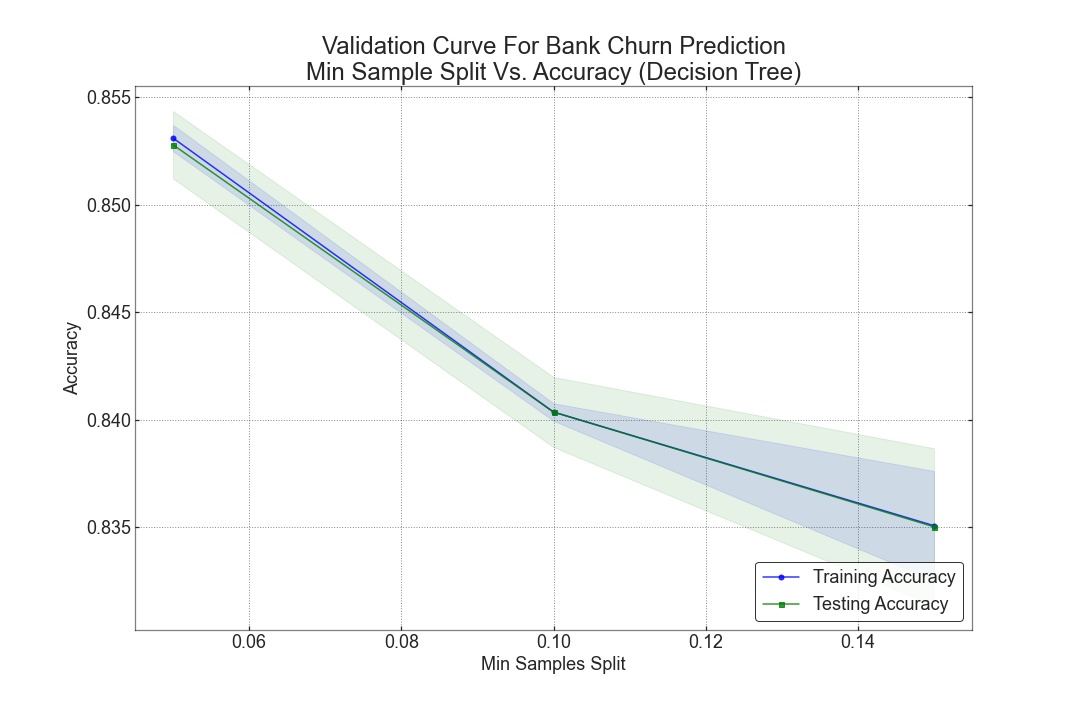 Validation Curve For Bank Churn Prediction
Min Sample Split Vs. Accuracy (Decision Tree)
0.855
0.850
0.845
0.840
0.835
Accuracy
0.06
0.08
0.10
0.12
0.14
Min Samples Split
Training Accuracy
Testing Accuracy